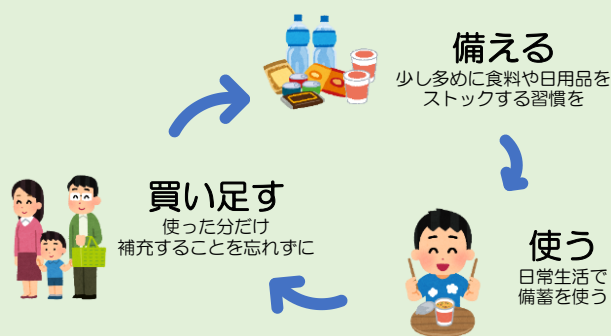 備える
少し多めに食料や日用品を
ストックする習慣を
使う
日常生活で
備蓄を使う
買い足す
使った分だけ
補充することを忘れずに